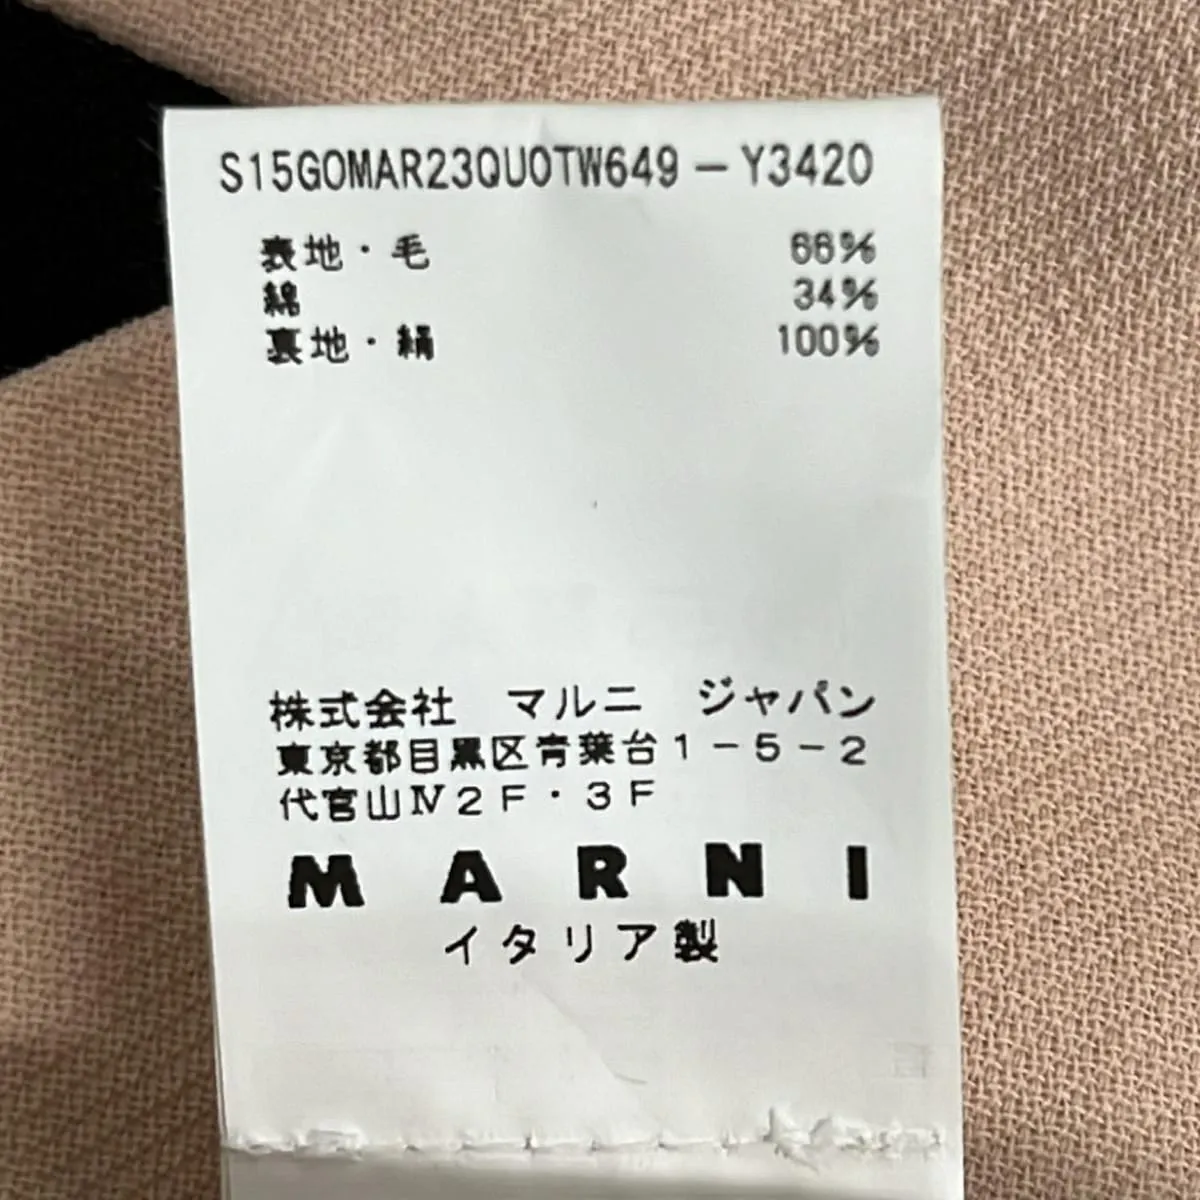 S15GOMAR23QU0TW649-Y3420
表地・毛 66%
綿 34%
裏地・絹 100%
株式会社 マルニ ジャパン
東京都目黒区青葉台1-5-2
代官山Ⅳ2F・3F
MARNI
イタリア製